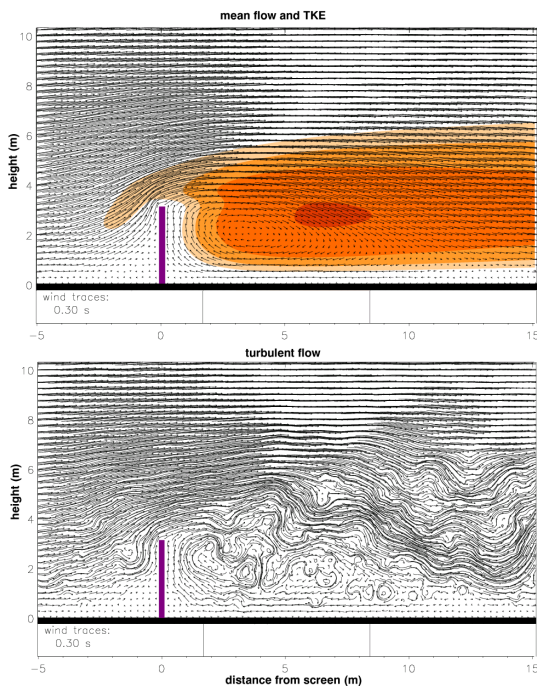 mean flow and TKE
10
8
6
4
2
0
height (m)
wind traces:
0.30 s
−5
0
5
10
15
turbulent flow
10
8
6
4
2
0
height (m)
wind traces:
0.30 s
−5
0
5
10
15
distance from screen (m)